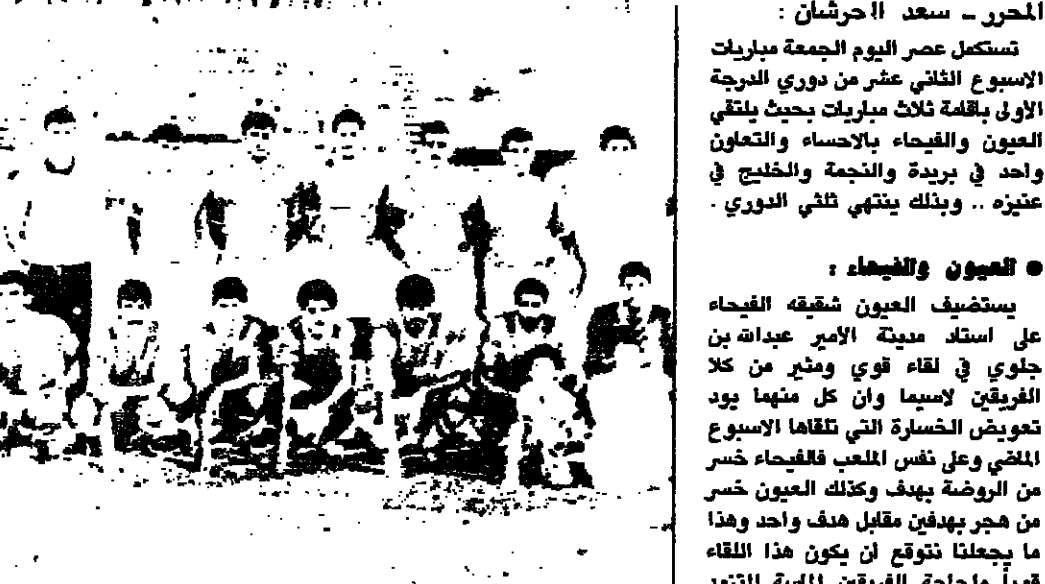 المحرر ـ سعد الحرشان :
تستكمل عصر اليوم الجمعة مباريات
الاسبوع الثاني عشر من دوري الدرجة
الاولى باقامة ثلاث مباريات بحيث يلتقي
العيون والفيحاء بالاحساء والتعاون
واحد في بريدة والنجمة والخليج في
عنيزه .. وبذلك ينتهي ثلثي الدوري .
● العيون والفيحاء :
يستضيف العيون شقيقه الفيحاء
على استاد مدينة الأمير عبدالله بن
جلوي في لقاء قوي ومثير من كلا
الفريقين لاسيما وان كل منهما يود
تعويض الخسارة التي تلقاها الاسبوع
الماضي وعلى نفس الملعب فالفيحاء خسر
من الروضة بهدف وكذلك العيون خسر
من هجر بهدفين مقابل هدف واحد وهذا
ما يجعلنا نتوقع أن يكون هذا اللقاء